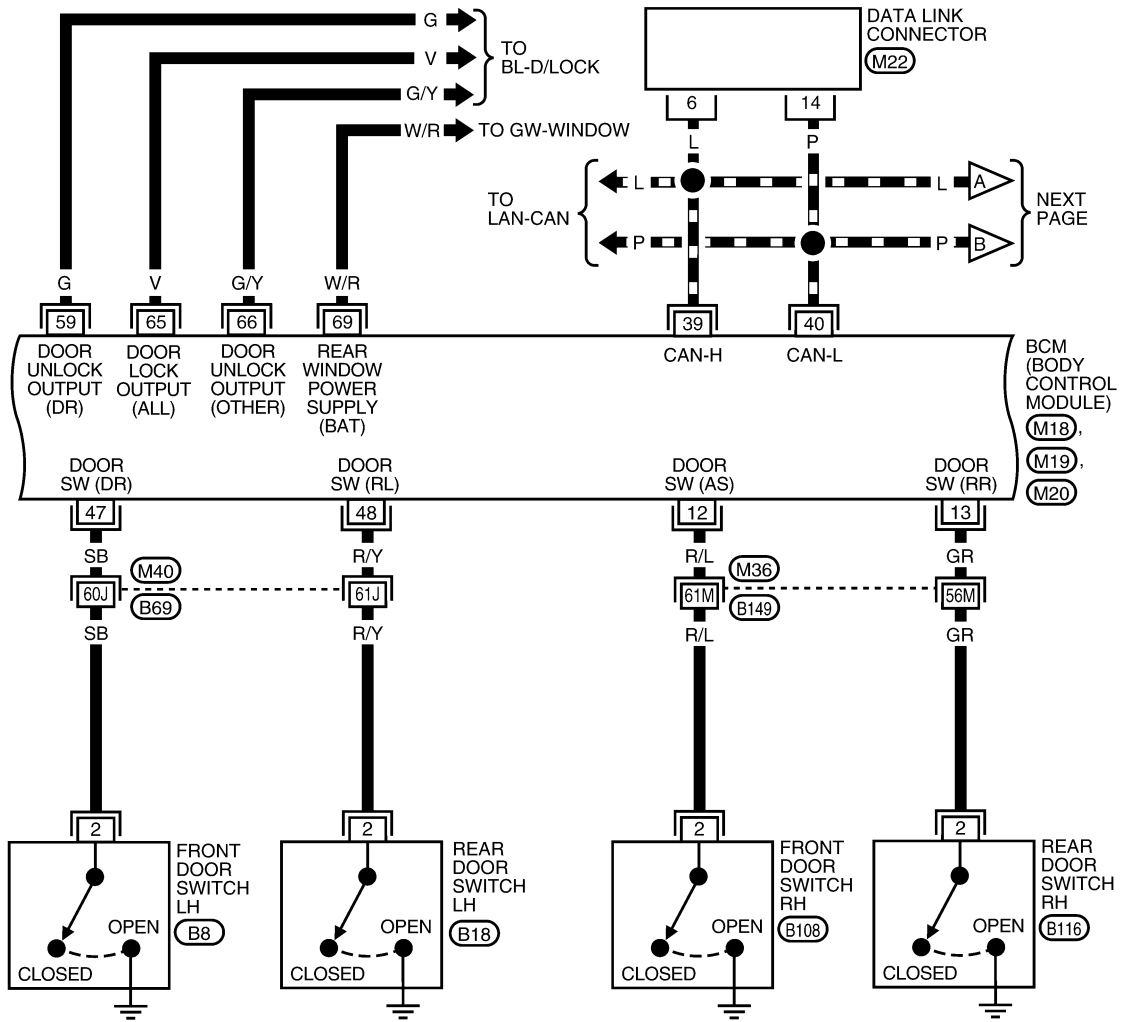 G
V
G/Y
W/R
TO
BL-D/LOCK
TO GW-WINDOW
DATA LINK
CONNECTOR
M22
6
14
L
P
TO
LAN-CAN
L
L
A
P
P
B
NEXT
PAGE
G
V
G/Y
W/R
59
65
66
69
39
40
DOOR
UNLOCK
OUTPUT
(DR)
DOOR
LOCK
OUTPUT
(ALL)
DOOR
UNLOCK
OUTPUT
(OTHER)
REAR
WINDOW
POWER
SUPPLY
(BAT)
CAN-H
CAN-L
BCM
(BODY
CONTROL
MODULE)
M18,
M19,
M20
DOOR
SW (DR)
DOOR
SW (RL)
DOOR
SW (AS)
DOOR
SW (RR)
47
48
12
13
SB
R/Y
R/L
GR
60J
M40
B69
61J
61M
M36
B149
56M
SB
R/Y
R/L
GR
2
2
2
2
FRONT
DOOR
SWITCH
LH
B8
OPEN
CLOSED
REAR
DOOR
SWITCH
LH
B18
OPEN
CLOSED
FRONT
DOOR
SWITCH
RH
B108
OPEN
CLOSED
REAR
DOOR
SWITCH
RH
B116
OPEN
CLOSED